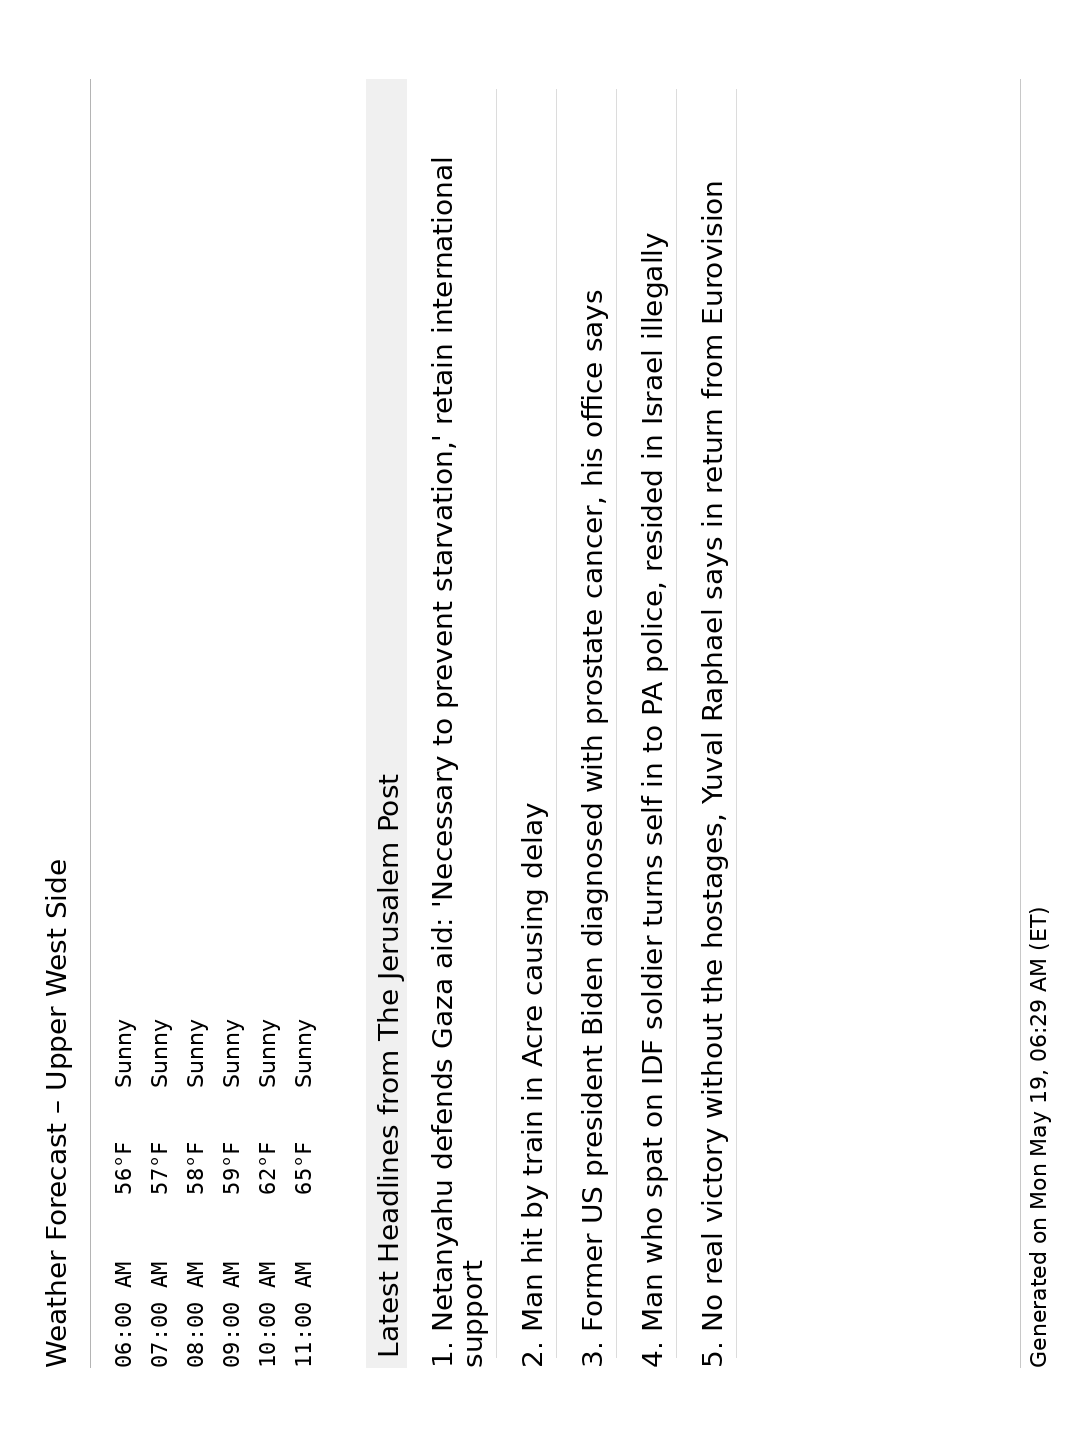 Weather Forecast – Upper West Side
06:00 AM 56°F Sunny
07:00 AM 57°F Sunny
08:00 AM 58°F Sunny
09:00 AM 59°F Sunny
10:00 AM 62°F Sunny
11:00 AM 65°F Sunny
Latest Headlines from The Jerusalem Post
1. Netanyahu defends Gaza aid: 'Necessary to prevent starvation,' retain international
support
2. Man hit by train in Acre causing delay
3. Former US president Biden diagnosed with prostate cancer, his office says
4. Man who spat on IDF soldier turns self in to PA police, resided in Israel illegally
5. No real victory without the hostages, Yuval Raphael says in return from Eurovision
Generated on Mon May 19, 06:29 AM (ET)